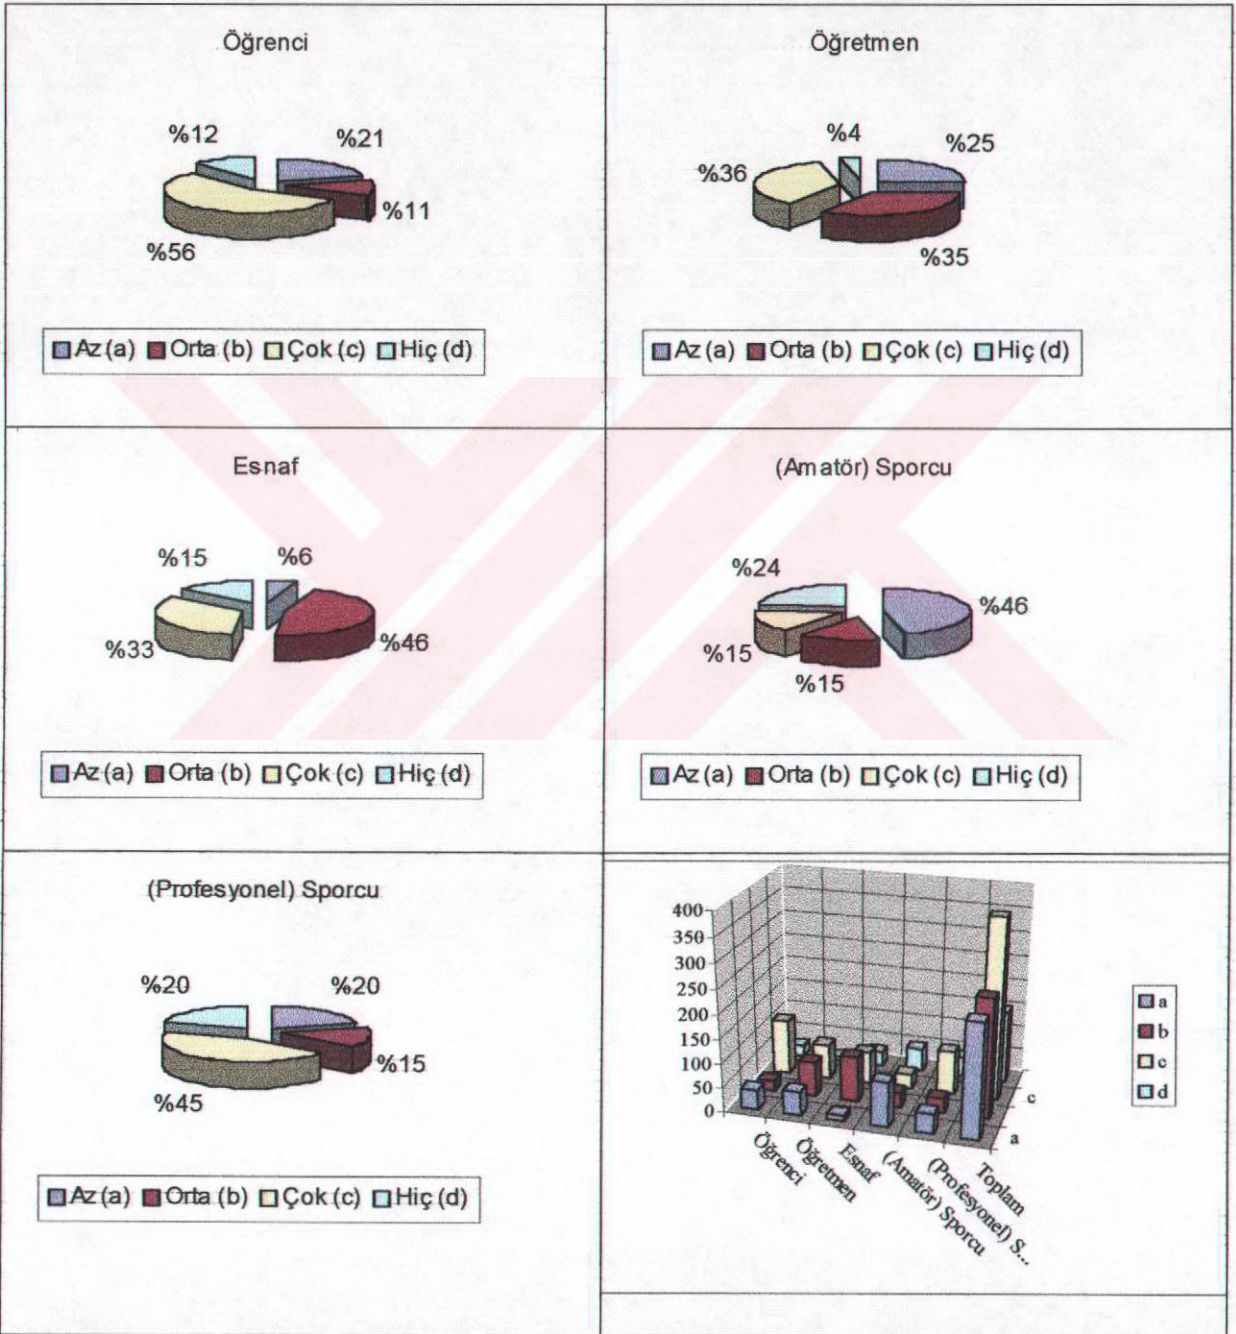 Öğrenci
%12
%21
%11
%56
Az (a) Orta (b) Çok (c) Hiç (d)
Öğretmen
%4
%25
%36
%35
Az (a) Orta (b) Çok (c) Hiç (d)
Esnaf
%15
%6
%33
%46
Az (a) Orta (b) Çok (c) Hiç (d)
(Amatör) Sporcu
%24
%46
%15
%15
Az (a) Orta (b) Çok (c) Hiç (d)
(Profesyonel) Sporcu
%20
%20
%15
%45
Az (a) Orta (b) Çok (c) Hiç (d)
400
350
300
250
200
150
100
50
0
Öğrenci
Öğretmen
Esnaf
(Amatör) Sporcu
(Profesyonel) S...
Toplam
c
a
a
b
c
d